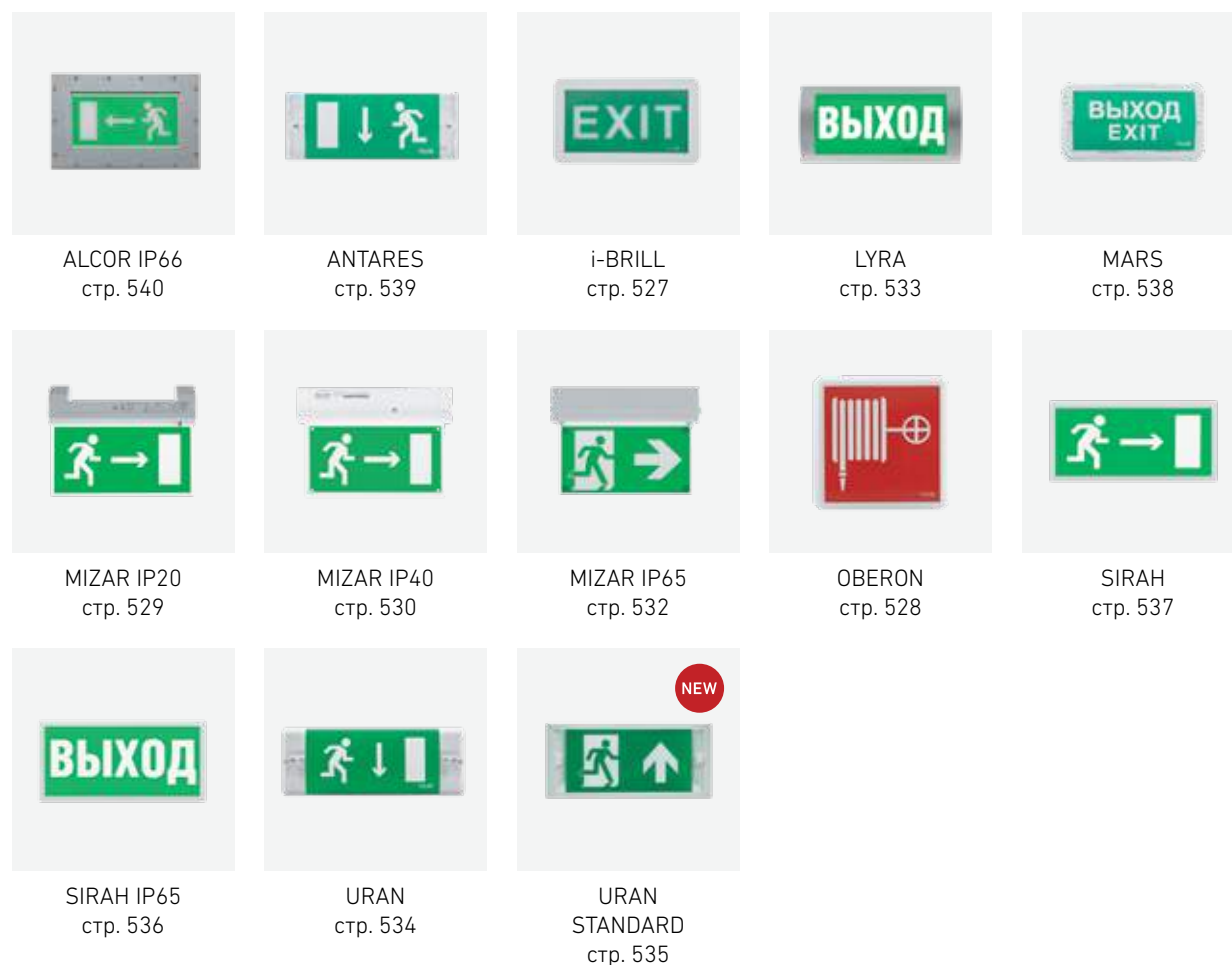 EXIT
ВЫХОД
ВЫХОД
EXIT
ALCOR IP66
стр. 540
ANTARES
стр. 539
i-BRILL
стр. 527
LYRA
стр. 533
MARS
стр. 538
MIZAR IP20
стр. 529
MIZAR IP40
стр. 530
MIZAR IP65
стр. 532
OBERON
стр. 528
SIRAH
стр. 537
NEW
ВЫХОД
SIRAH IP65
стр. 536
URAN
стр. 534
URAN
STANDARD
стр. 535